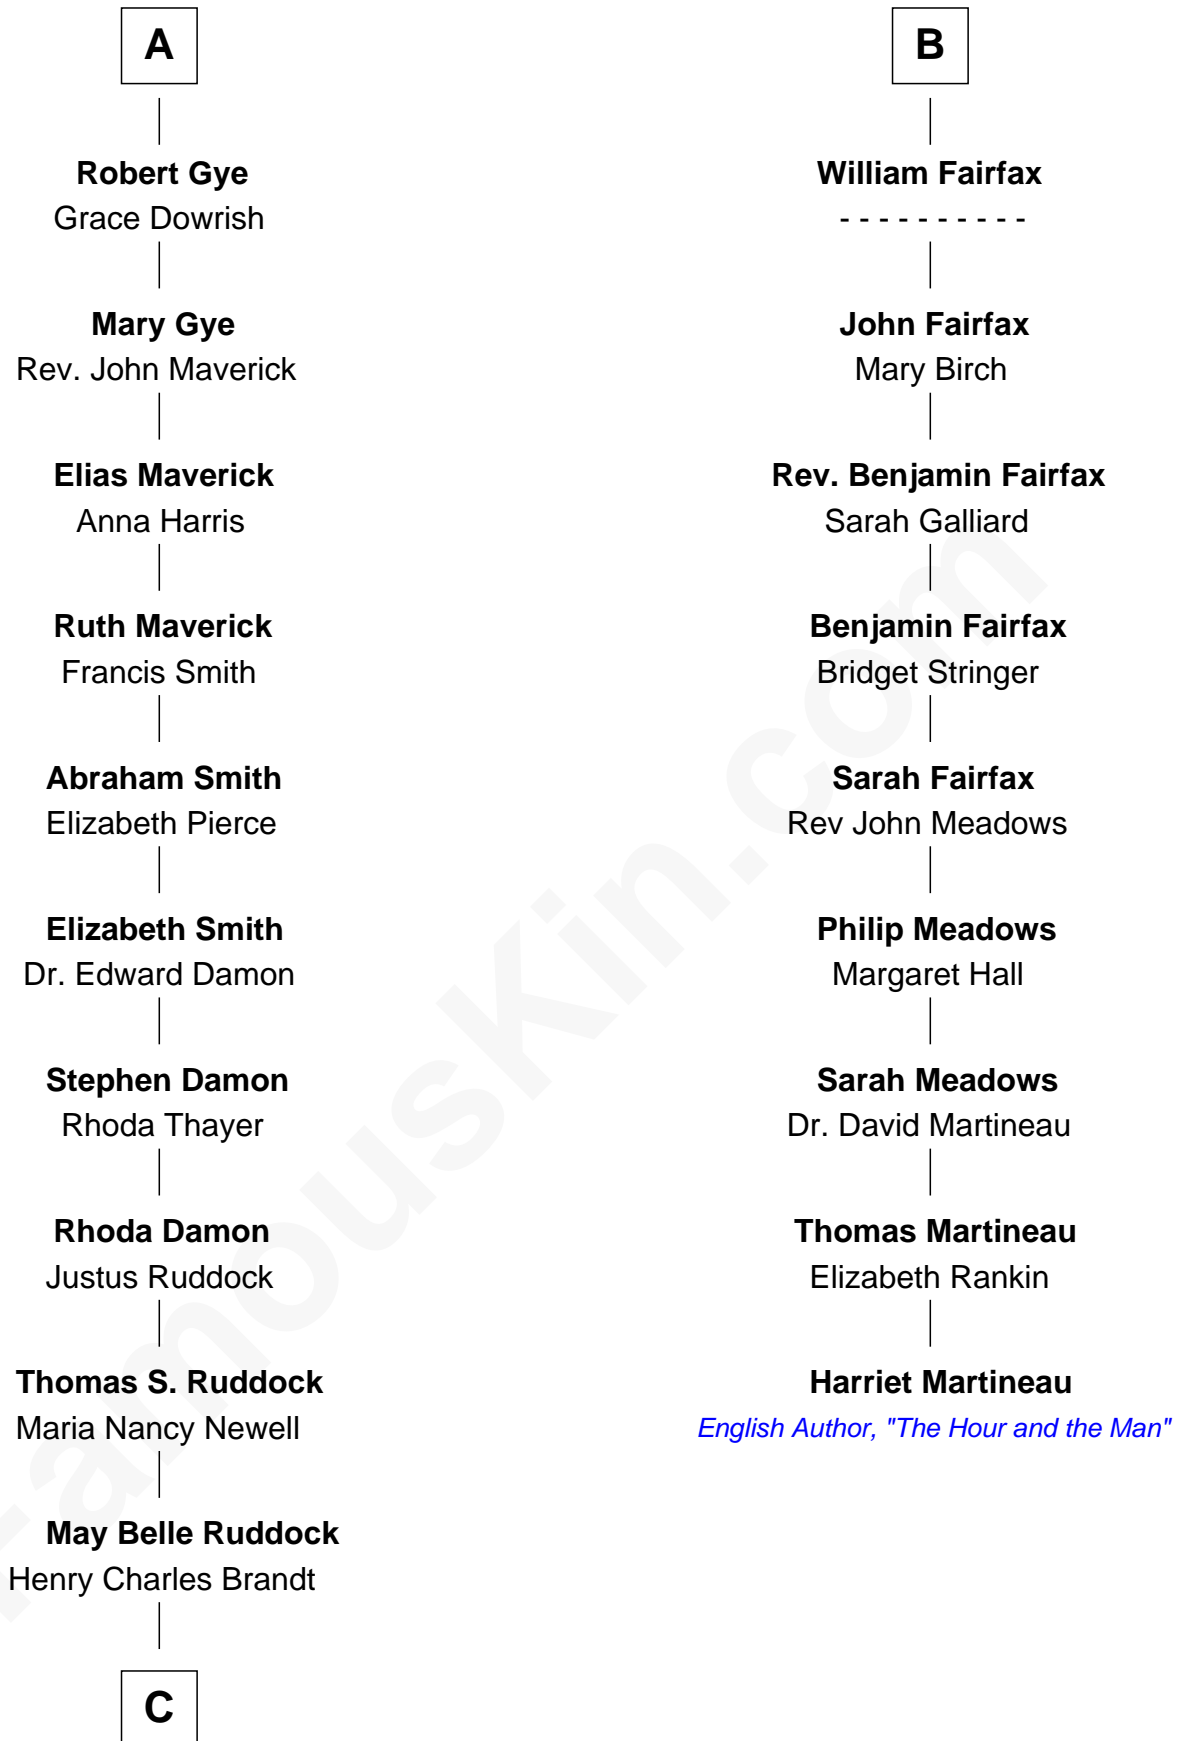 A
Robert Gye
Grace Dowrish
Mary Gye
Rev. John Maverick
Elias Maverick
Anna Harris
Ruth Maverick
Francis Smith
Abraham Smith
Elizabeth Pierce
Elizabeth Smith
Dr. Edward Damon
Stephen Damon
Rhoda Thayer
Rhoda Damon
Justus Ruddock
Thomas S. Ruddock
Maria Nancy Newell
May Belle Ruddock
Henry Charles Brandt
C
B
William Fairfax
- - - - - - - - - -
John Fairfax
Mary Birch
Rev. Benjamin Fairfax
Sarah Galliard
Benjamin Fairfax
Bridget Stringer
Sarah Fairfax
Rev John Meadows
Philip Meadows
Margaret Hall
Sarah Meadows
Dr. David Martineau
Thomas Martineau
Elizabeth Rankin
Harriet Martineau
English Author, "The Hour and the Man"
FamousKin.com